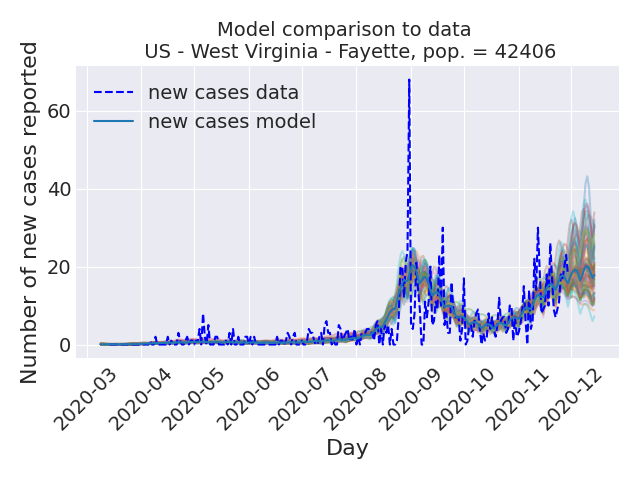 Model comparison to data
US - West Virginia - Fayette, pop. = 42406
Number of new cases reported
new cases data
new cases model
60
40
20
0
2020-03
2020-04
2020-05
2020-06
2020-07
2020-08
2020-09
2020-10
2020-11
2020-12
Day